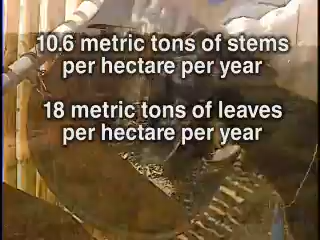 10.6 metric tons of stems
per hectare per year
18 metric tons of leaves
per hectare per year